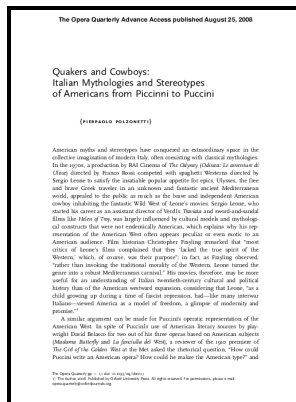 The Opera Quarterly Advance Access published August 25, 2008
Quakers and Cowboys:
Italian Mythologies and Stereotypes
of Americans from Piccinni to Puccini
{PIERPAOLO POLZONETTI}
American myths and stereotypes have conquered an extraordinary space in the
collective imagination of modern Italy, often coexisting with classical mythologies.
In the 1970s, a production by RAI Cinema of The Odyssey (Odissea: Le avventure di
Ulisse) directed by Franco Rossi competed with spaghetti Westerns directed by
Sergio Leone to satisfy the insatiable popular appetite for epics. Ulysses, the free
and brave Greek traveler in an unknown and fantastic ancient Mediterranean
world, appealed to the public as much as the brave and independent American
cowboy inhabiting the fantastic Wild West of Leone's movies. Sergio Leone, who
started his career as an assistant director of Verdi's Traviata and sword-and-sandal
films like Helen of Troy, was largely influenced by cultural models and mythologi-
cal constructs that were not endemically American, which explains why his rep-
resentation of the American West often appears peculiar or even exotic to an
American audience. Film historian Christopher Frayling remarked that "most
critics of Leone's films complained that they 'lacked the true spirit of the
Western,' which, of course, was their purpose"; in fact, as Frayling observed,
"rather than invoking the traditional morality of the Western, Leone turned the
genre into a robust Mediterranean carnival." His movies, therefore, may be more
useful for an understanding of Italian twentieth-century cultural and political
history than of the American westward expansion, considering that Leone, "as a
child growing up during a time of fascist repression, had—like many interwar
Italians—viewed America as a model of freedom, a glimpse of modernity and
promise."¹
A similar argument can be made for Puccini's operatic representation of the
American West. In spite of Puccini's use of American literary sources by play-
wright David Belasco for two out of his three operas based on American subjects
(Madama Butterfly and La fanciulla del West), a reviewer of the 1910 premiere of
The Girl of the Golden West at the Met asked the rhetorical question, "How could
Puccini write an American opera? How could he realize the American type?" and
The Opera Quarterly
© The Author 2008. Published by Oxford University Press. All rights reserved. For permissions, please e-mail: